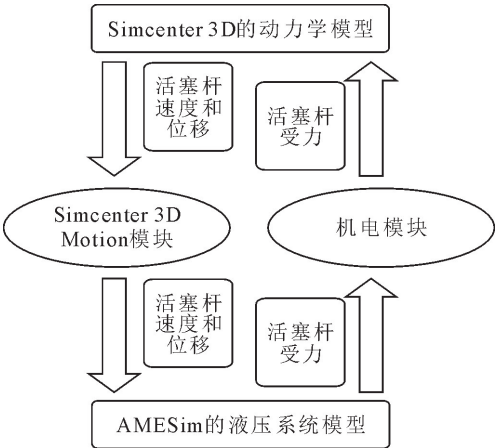 Simcenter 3D的动力学模型
活塞杆
速度和
位移
活塞杆
受力
Simcenter 3D
Motion模块
机电模块
活塞杆
速度和
位移
活塞杆
受力
AMESim的液压系统模型